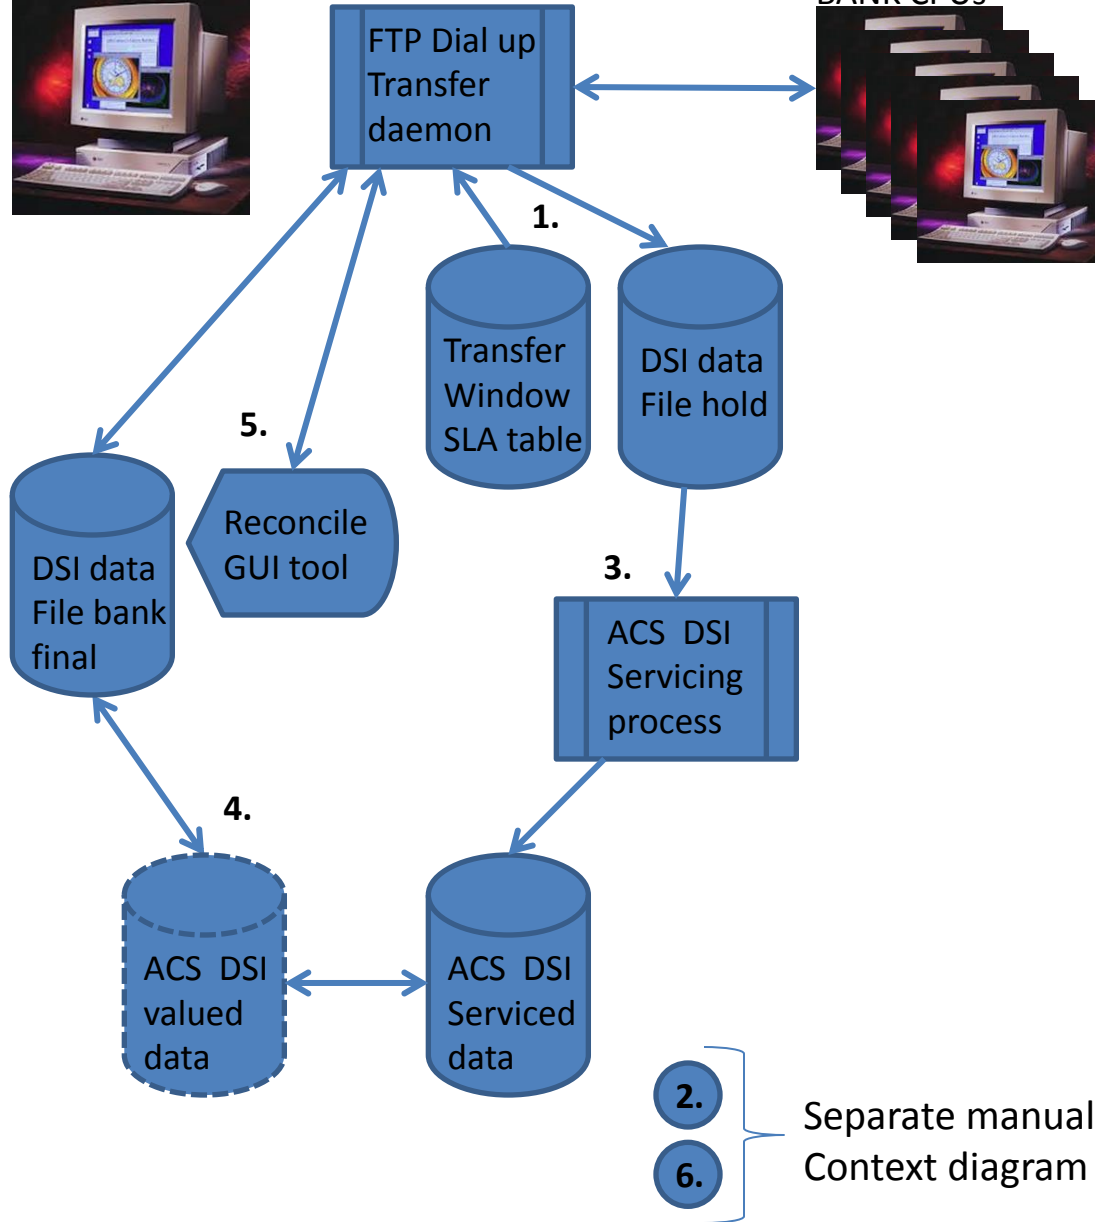 BANK CPUs
FTP Dial up
Transfer
daemon
1.
Transfer
Window
SLA table
DSI data
File hold
5.
Reconcile
GUI tool
DSI data
File bank
final
3.
ACS DSI
Servicing
process
4.
ACS DSI
valued
data
ACS DSI
Serviced
data
2.
6.
Separate manual
Context diagram